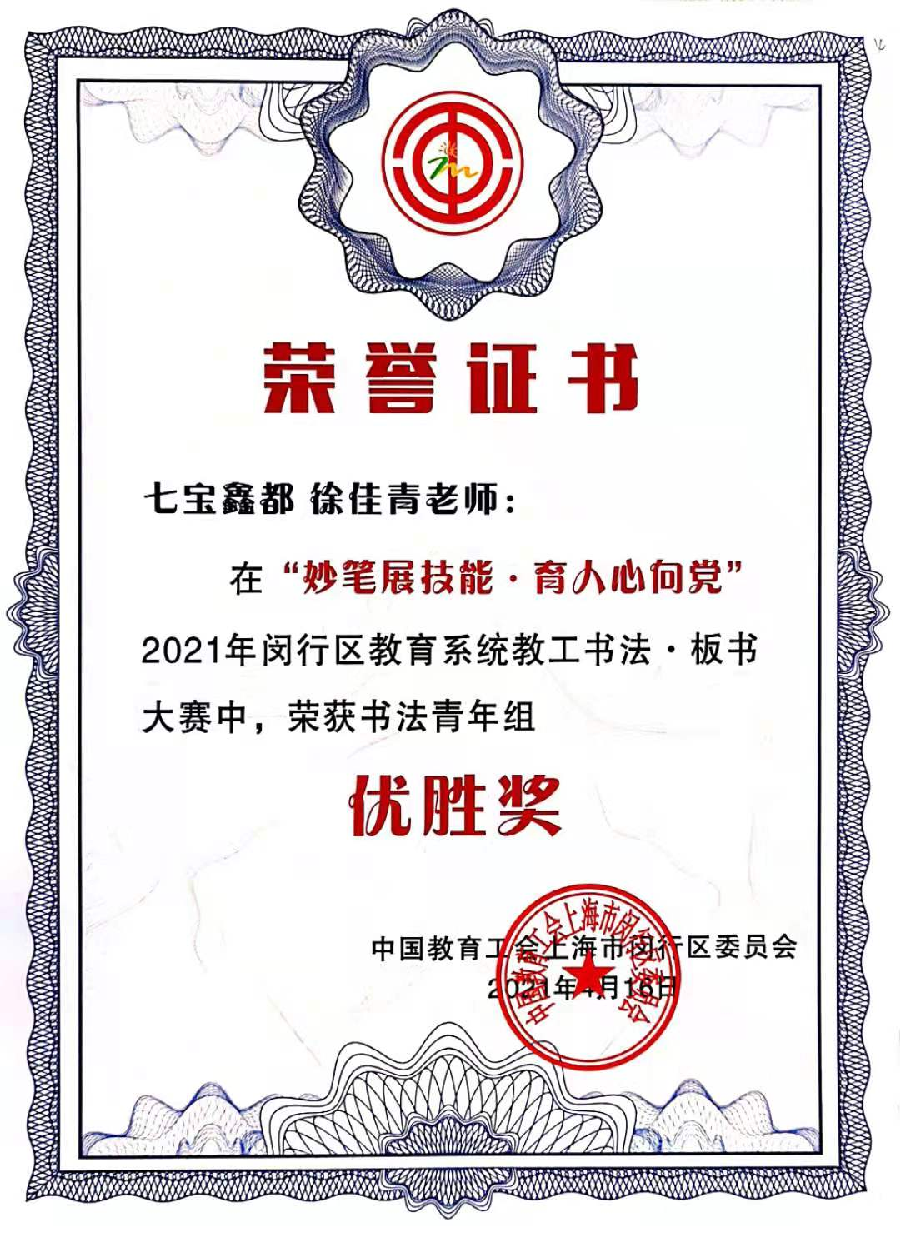 荣誉证书
七宝鑫都 徐佳青老师：
在“妙笔展技能·育人心向党”
2021年闵行区教育系统教工书法·板书
大赛中，荣获书法青年组
优胜奖
中国教育工会上海市闵行区委员会
2021年4月16日
中国教育工会上海市闵行区委员会